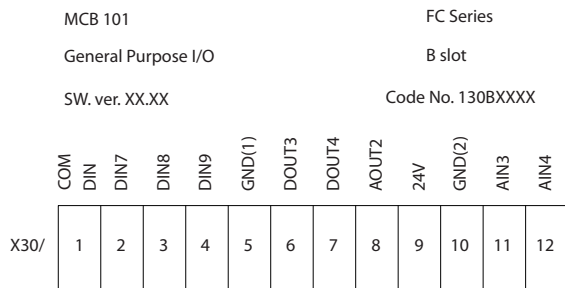 MCB 101 FC Series
General Purpose I/O B slot
SW. ver. XX.XX Code No. 130BXXXX
COM DIN DIN7 DIN8 DIN9 GND(1) DOUT3 DOUT4 AOUT2 24V GND(2) AIN3 AIN4
X30/ 1 2 3 4 5 6 7 8 9 10 11 12